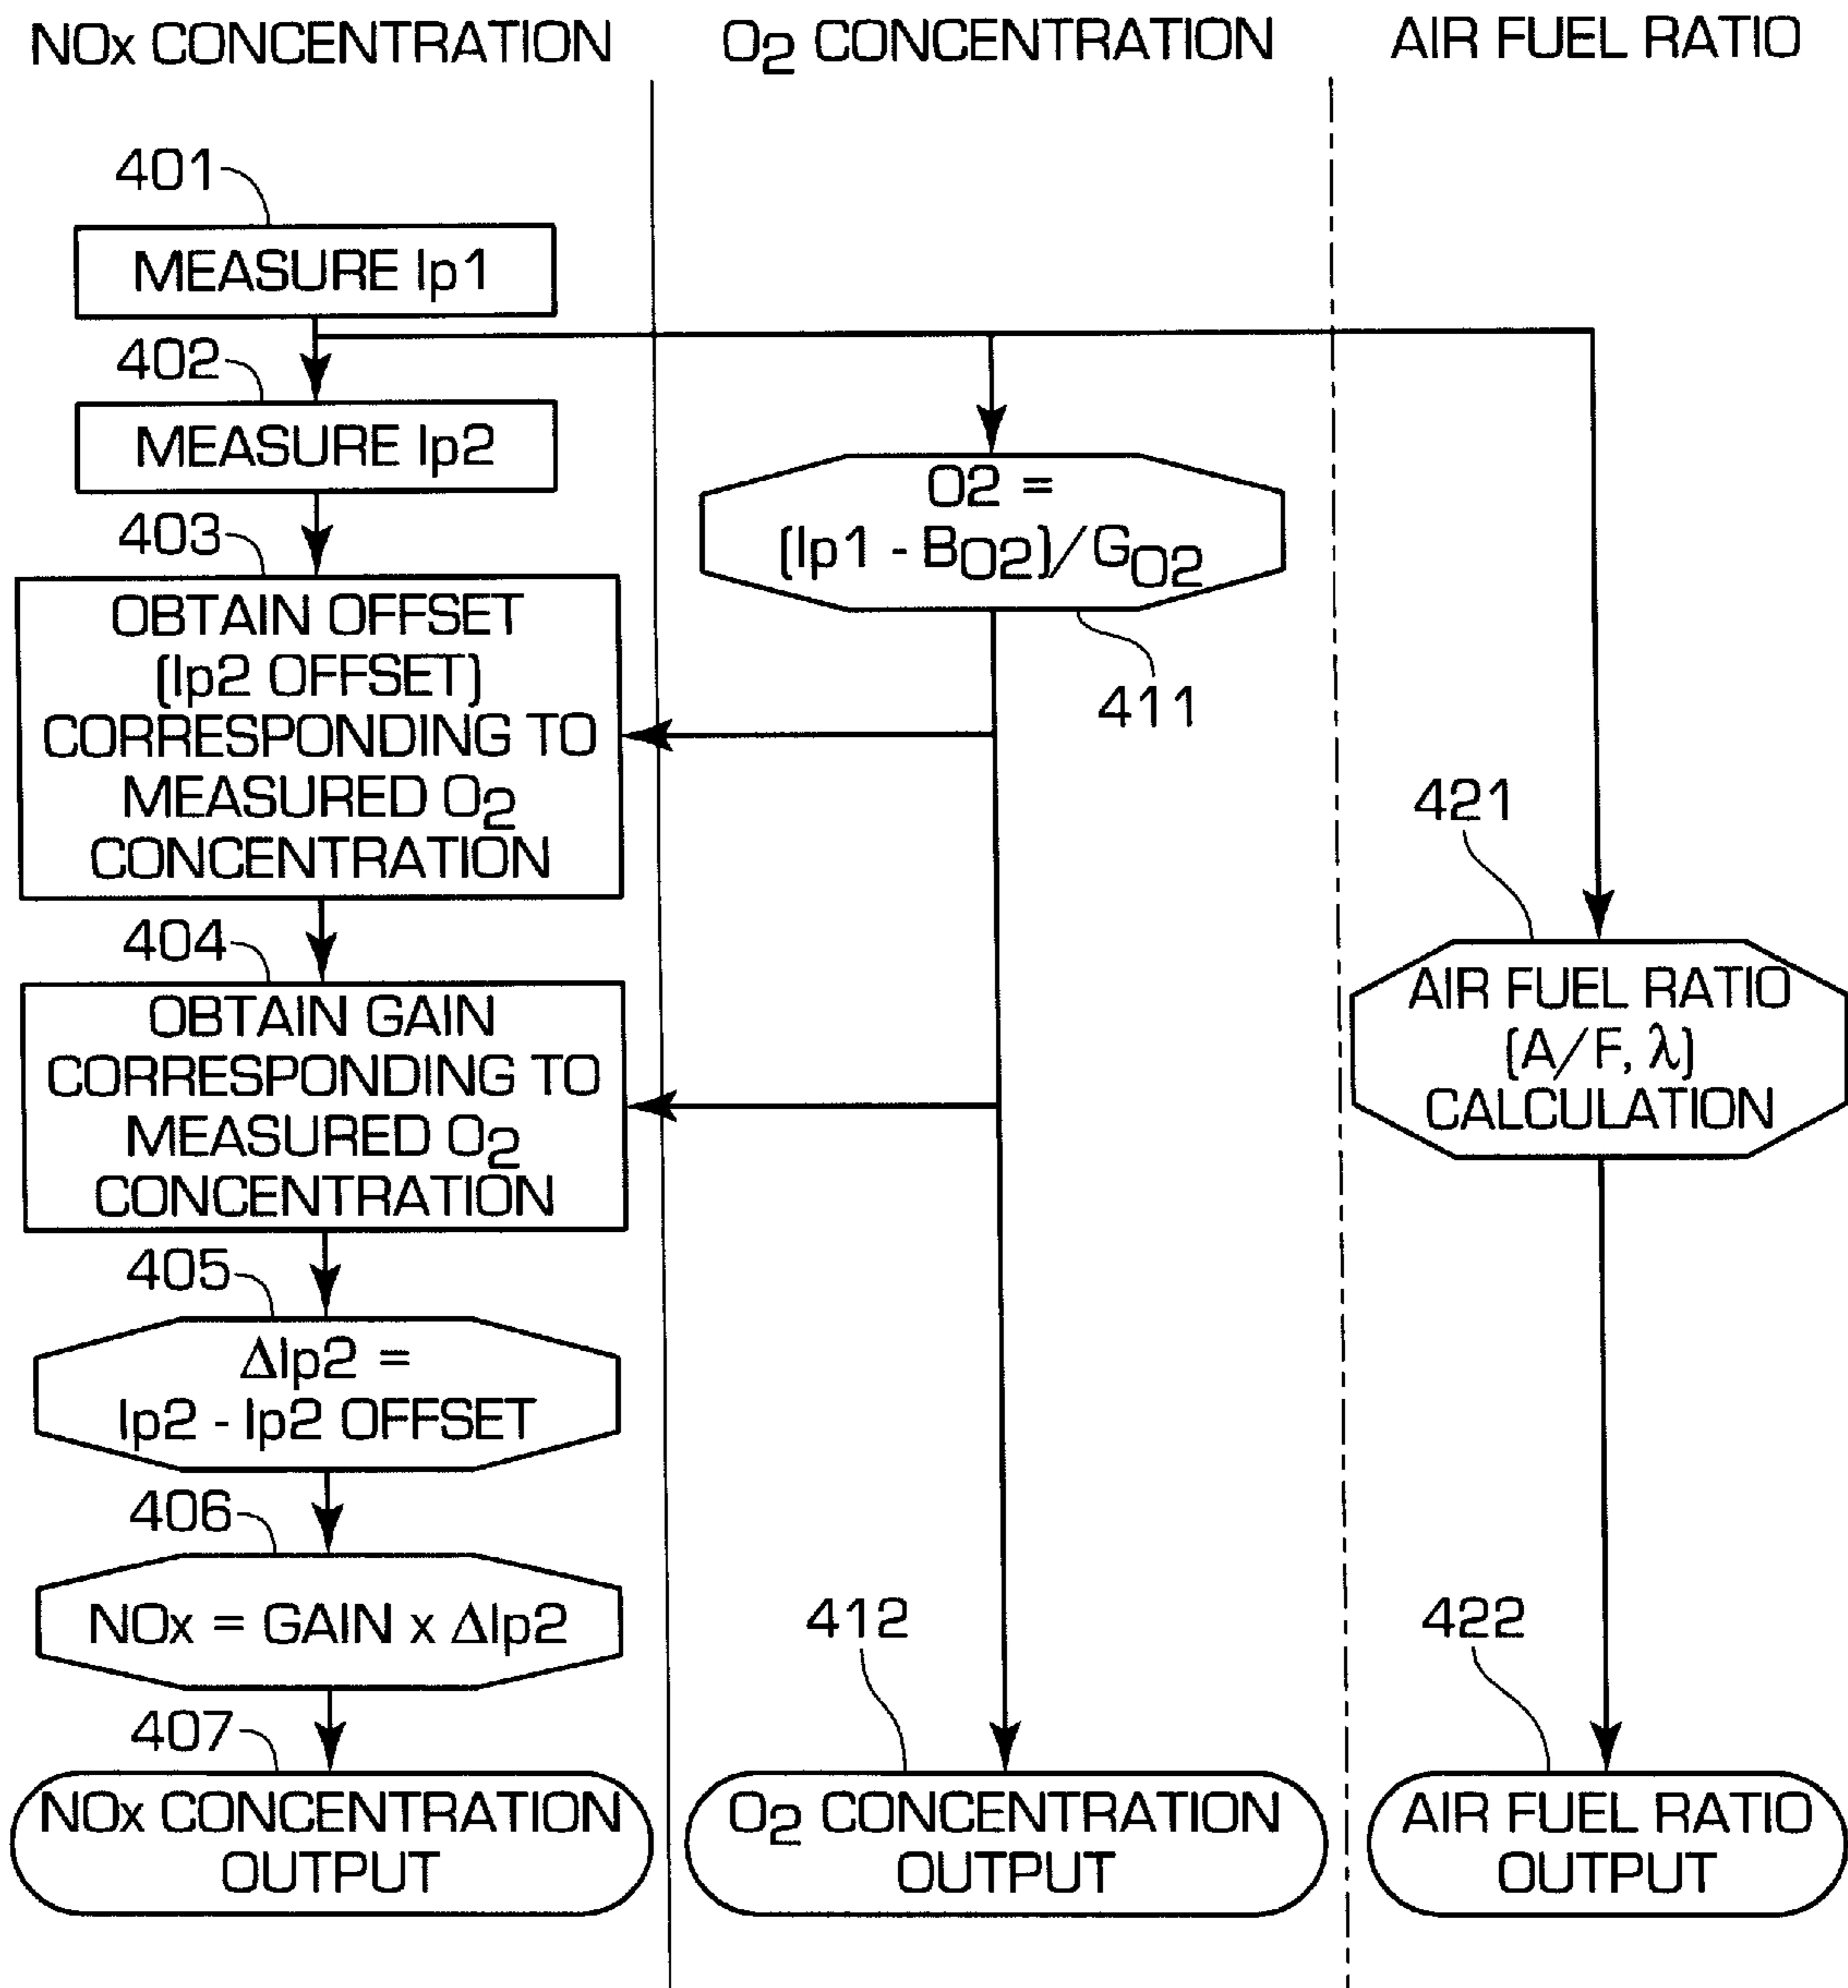 NOx CONCENTRATION
O2 CONCENTRATION
AIR FUEL RATIO
401
MEASURE Ip1
402
MEASURE Ip2
403
OBTAIN OFFSET
(Ip2 OFFSET)
CORRESPONDING TO
MEASURED O2
CONCENTRATION
404
OBTAIN GAIN
CORRESPONDING TO
MEASURED O2
CONCENTRATION
405
ΔIp2 =
Ip2 - Ip2 OFFSET
406
NOx = GAIN x ΔIp2
407
NOx CONCENTRATION
OUTPUT
O2 =
(Ip1 - BO2)/GO2
411
412
O2 CONCENTRATION
OUTPUT
421
AIR FUEL RATIO
(A/F, λ)
CALCULATION
422
AIR FUEL RATIO
OUTPUT